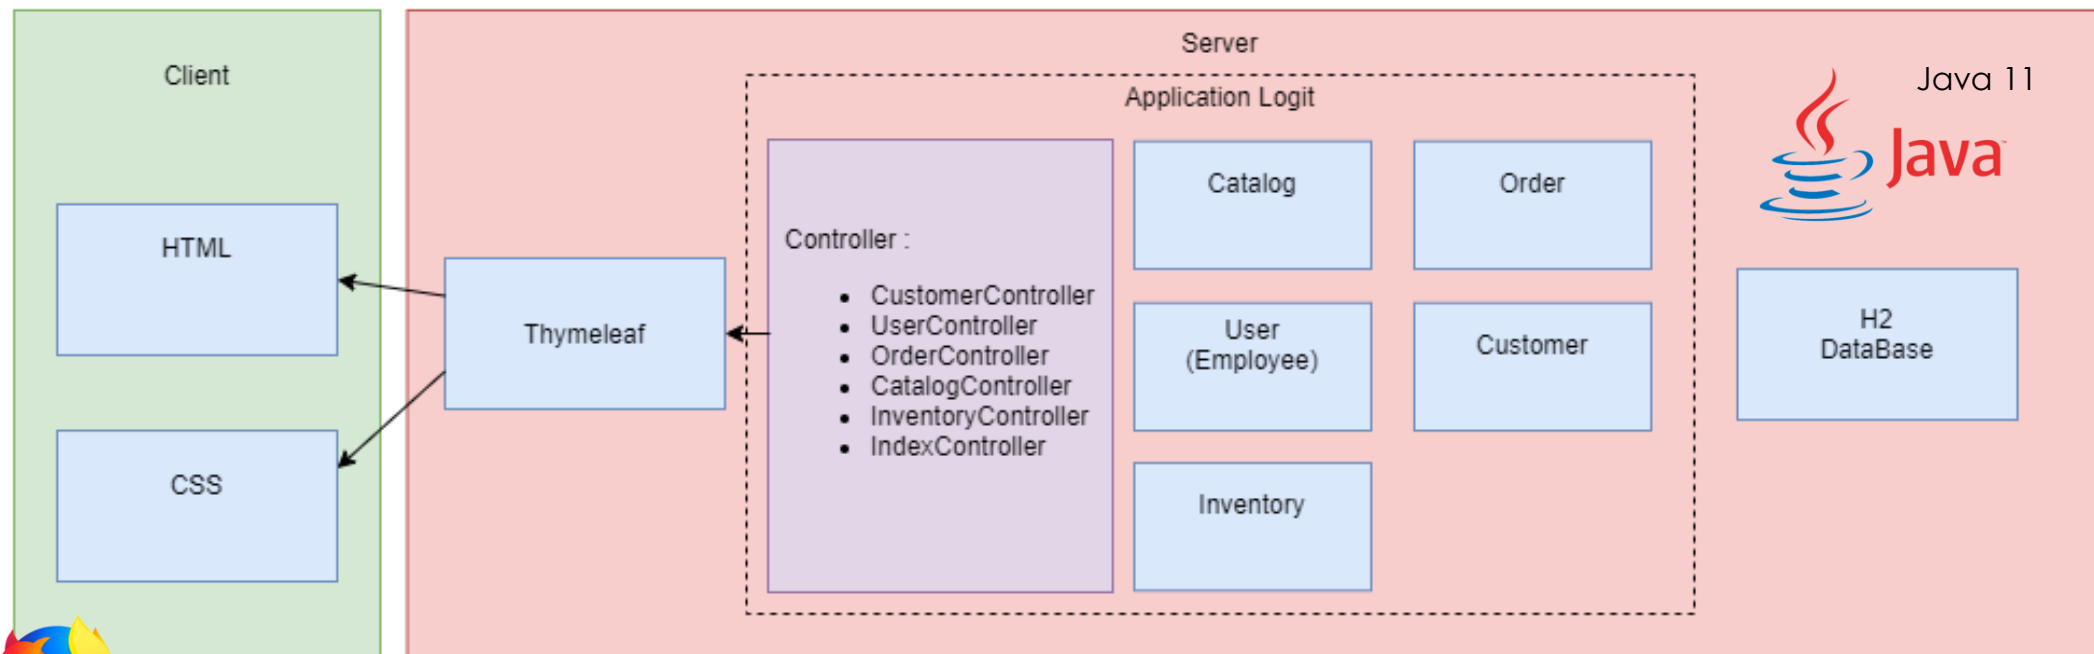 Client
HTML
CSS
Server
Thymeleaf
Application Logit
Controller :
• CustomerController
• UserController
• OrderController
• CatalogController
• InventoryController
• IndexController
Catalog
Order
User
(Employee)
Customer
Inventory
Java 11
Java™
H2
DataBase